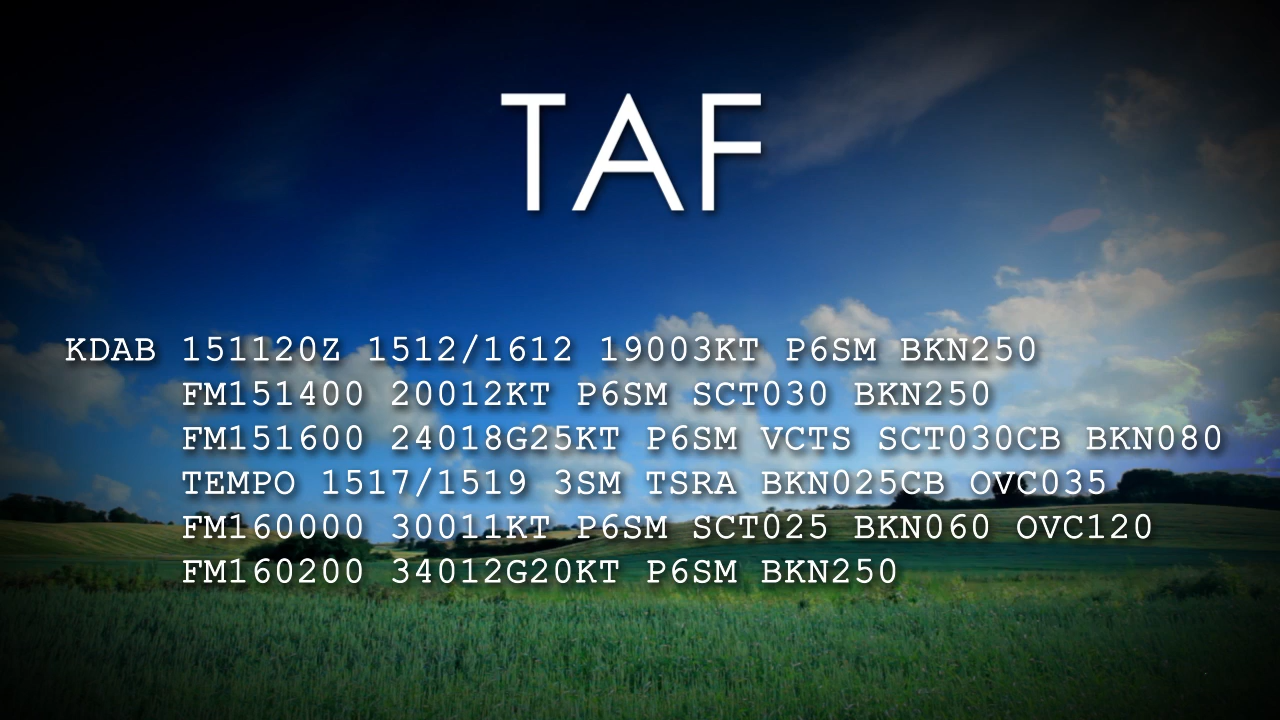 TAF
KDAB 151120Z 1512/1612 19003KT P6SM BKN250
FM151400 20012KT P6SM SCT030 BKN250
FM151600 24018G25KT P6SM VCTS SCT030CB BKN080
TEMPO 1517/1519 3SM TSRA BKN025CB OVC035
FM160000 30011KT P6SM SCT025 BKN060 OVC120
FM160200 34012G20KT P6SM BKN250